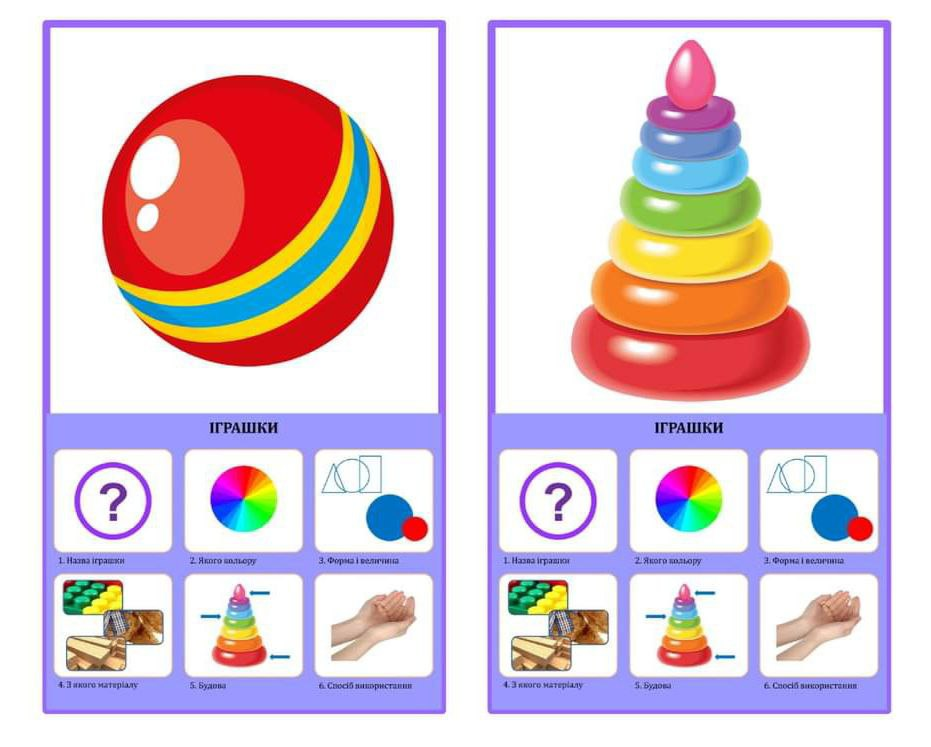 ІГРАШКИ
?
1. Назва іграшки
2. Якого кольору
3. Форма і величина
4. З якого матеріалу
5. Будова
6. Спосіб використання
ІГРАШКИ
?
1. Назва іграшки
2. Якого кольору
3. Форма і величина
4. З якого матеріалу
5. Будова
6. Спосіб використання